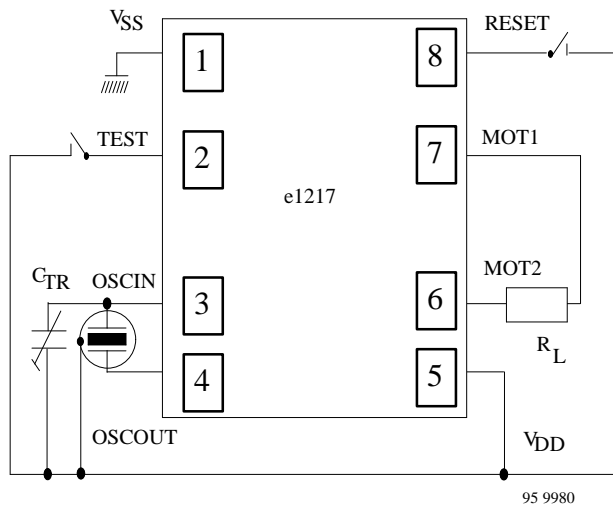 VSS
RESET
1
8
TEST
MOT1
2
7
e1217
CTR
OSCIN
MOT2
3
6
RL
4
5
OSCOUT
VDD
95 9980